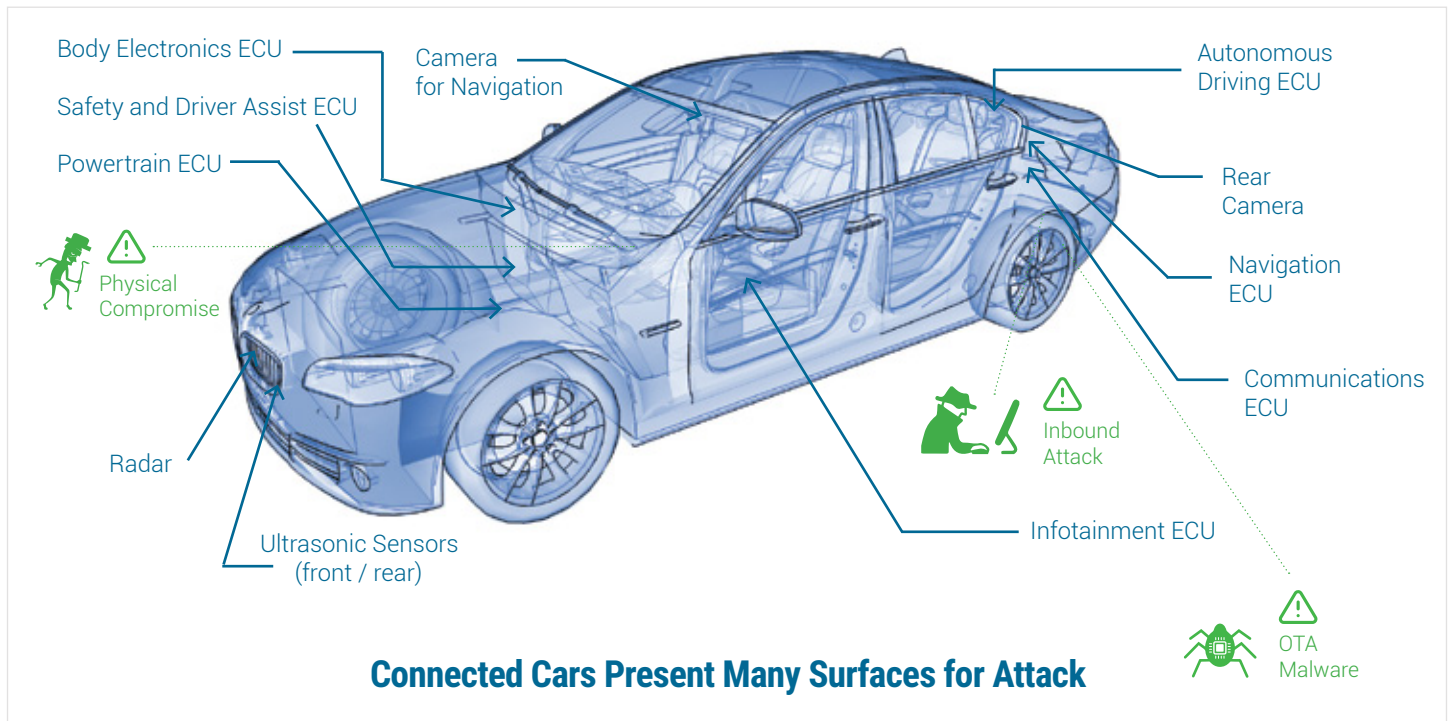 Body Electronics ECU
Safety and Driver Assist ECU
Powertrain ECU
Camera
for Navigation
Autonomous
Driving ECU
Rear
Camera
Navigation
ECU
Communications
ECU
Physical
Compromise
Radar
Ultrasonic Sensors
(front / rear)
Inbound
Attack
Infotainment ECU
OTA
Malware
Connected Cars Present Many Surfaces for Attack